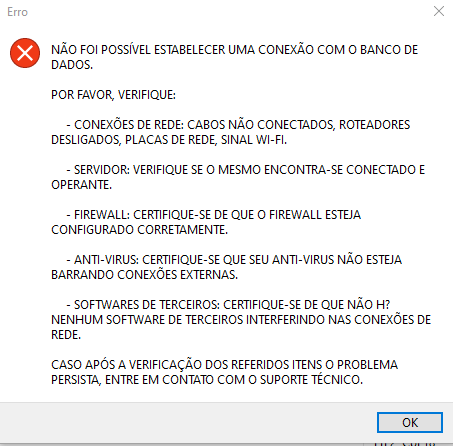 Erro
NÃO FOI POSSÍVEL ESTABELECER UMA CONEXÃO COM O BANCO DE
DADOS.
POR FAVOR, VERIFIQUE:
- CONEXÕES DE REDE: CABOS NÃO CONECTADOS, ROTEADORES
DESLIGADOS, PLACAS DE REDE, SINAL WI-FI.
- SERVIDOR: VERIFIQUE SE O MESMO ENCONTRA-SE CONECTADO E
OPERANTE.
- FIREWALL: CERTIFIQUE-SE DE QUE O FIREWALL ESTEJA
CONFIGURADO CORRETAMENTE.
- ANTI-VIRUS: CERTIFIQUE-SE QUE SEU ANTI-VIRUS NÃO ESTEJA
BARRANDO CONEXÕES EXTERNAS.
- SOFTWARES DE TERCEIROS: CERTIFIQUE-SE DE QUE NÃO H?
NENHUM SOFTWARE DE TERCEIROS INTERFERINDO NAS CONEXÕES DE
REDE.
CASO APÓS A VERIFICAÇÃO DOS REFERIDOS ITENS O PROBLEMA
PERSISTA, ENTRE EM CONTATO COM O SUPORTE TÉCNICO.
OK